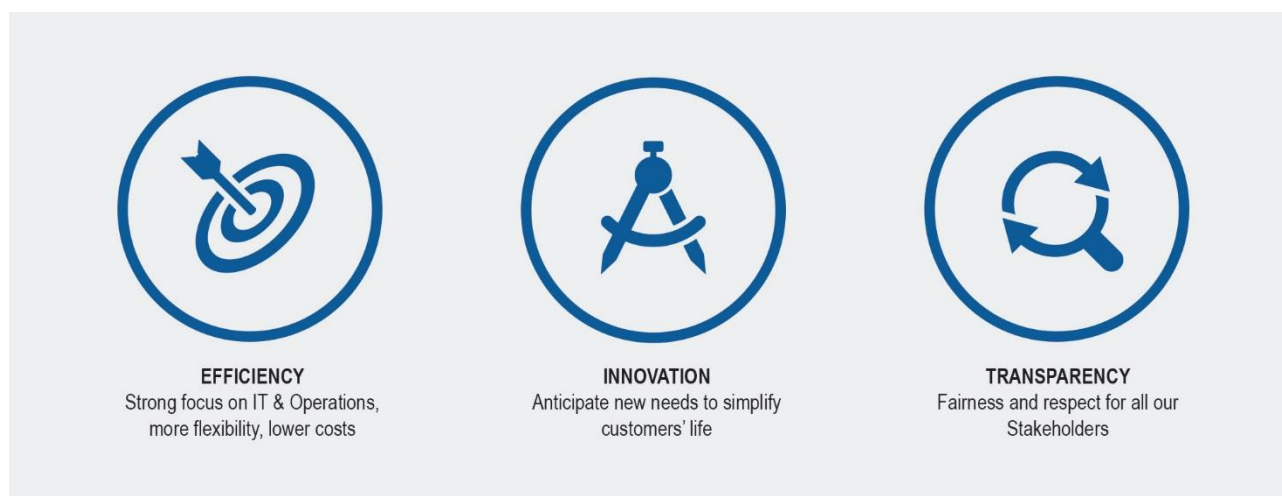 EFFICIENCY
Strong focus on IT & Operations,
more flexibility, lower costs
INNOVATION
Anticipate new needs to simplify
customers’ life
TRANSPARENCY
Fairness and respect for all our
Stakeholders